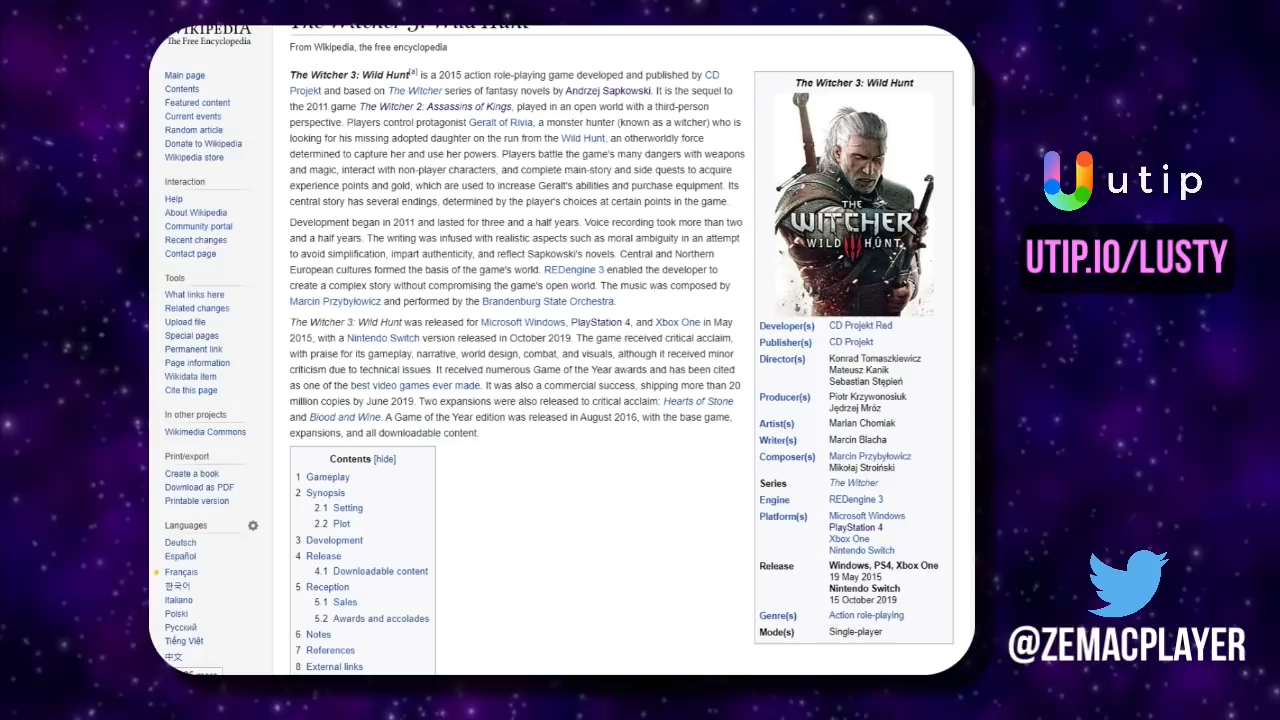 The Witcher 3: Wild Hunt
WIKIPEDIA
The Free Encyclopedia
From Wikipedia, the free encyclopedia
Main page
Contents
Featured content
Current events
Random article
Donate to Wikipedia
Wikipedia store
Interaction
Help
About Wikipedia
Community portal
Recent changes
Contact page
Tools
What links here
Related changes
Upload file
Special pages
Permanent link
Page information
Wikidata item
Cite this page
In other projects
Wikimedia Commons
Print/export
Create a book
Download as PDF
Printable version
Languages
Deutsch
Español
Français
한국어
Italiano
Polski
Русский
Tiếng Việt
中文
The Witcher 3: Wild Hunt[a] is a 2015 action role-playing game developed and published by CD
Projekt and based on The Witcher series of fantasy novels by Andrzej Sapkowski. It is the sequel to
the 2011 game The Witcher 2: Assassins of Kings, played in an open world with a third-person
perspective. Players control protagonist Geralt of Rivia, a monster hunter (known as a witcher) who is
looking for his missing adopted daughter on the run from the Wild Hunt, an otherworldly force
determined to capture her and use her powers. Players battle the game's many dangers with weapons
and magic, interact with non-player characters, and complete main-story and side quests to acquire
experience points and gold, which are used to increase Geralt's abilities and purchase equipment. Its
central story has several endings, determined by the player's choices at certain points in the game.
Development began in 2011 and lasted for three and a half years. Voice recording took more than two
and a half years. The writing was infused with realistic aspects such as moral ambiguity in an attempt
to avoid simplification, impart authenticity, and reflect Sapkowski's novels. Central and Northern
European cultures formed the basis of the game's world. REDengine 3 enabled the developer to
create a complex story without compromising the game's open world. The music was composed by
Marcin Przybyłowicz and performed by the Brandenburg State Orchestra.
The Witcher 3: Wild Hunt was released for Microsoft Windows, PlayStation 4, and Xbox One in May
2015, with a Nintendo Switch version released in October 2019. The game received critical acclaim,
with praise for its gameplay, narrative, world design, combat, and visuals, although it received minor
criticism due to technical issues. It received numerous Game of the Year awards and has been cited
as one of the best video games ever made. It was also a commercial success, shipping more than 20
million copies by June 2019. Two expansions were also released to critical acclaim: Hearts of Stone
and Blood and Wine. A Game of the Year edition was released in August 2016, with the base game,
expansions, and all downloadable content.
Contents [hide]
1 Gameplay
2 Synopsis
2.1 Setting
2.2 Plot
3 Development
4 Release
4.1 Downloadable content
5 Reception
5.1 Sales
5.2 Awards and accolades
6 Notes
7 References
8 External links
The Witcher 3: Wild Hunt
THE
WITCHER
WILD HUNT
Developer(s) CD Projekt Red
Publisher(s) CD Projekt
Director(s) Konrad Tomaszkiewicz
Mateusz Kanik
Sebastian Stępień
Producer(s) Piotr Krzywonosiuk
Jędrzej Mróz
Artist(s) Marian Chomiak
Writer(s) Marcin Blacha
Composer(s) Marcin Przybyłowicz
Mikołaj Stroiński
Series The Witcher
Engine REDengine 3
Platform(s) Microsoft Windows
PlayStation 4
Xbox One
Nintendo Switch
Release Windows, PS4, Xbox One
19 May 2015
Nintendo Switch
15 October 2019
Genre(s) Action role-playing
Mode(s) Single-player
utip
UTIP.IO/LUSTY
@ZEMACPLAYER